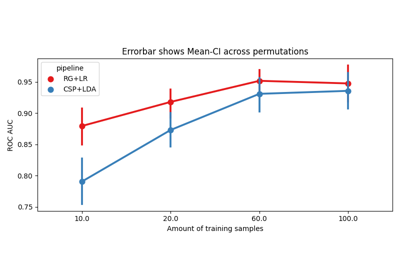 Errorbar shows Mean-CI across permutations
pipeline
RG+LR
CSP+LDA
0.95
0.90
0.85
0.80
0.75
ROC AUC
10.0 20.0 60.0 100.0
Amount of training samples